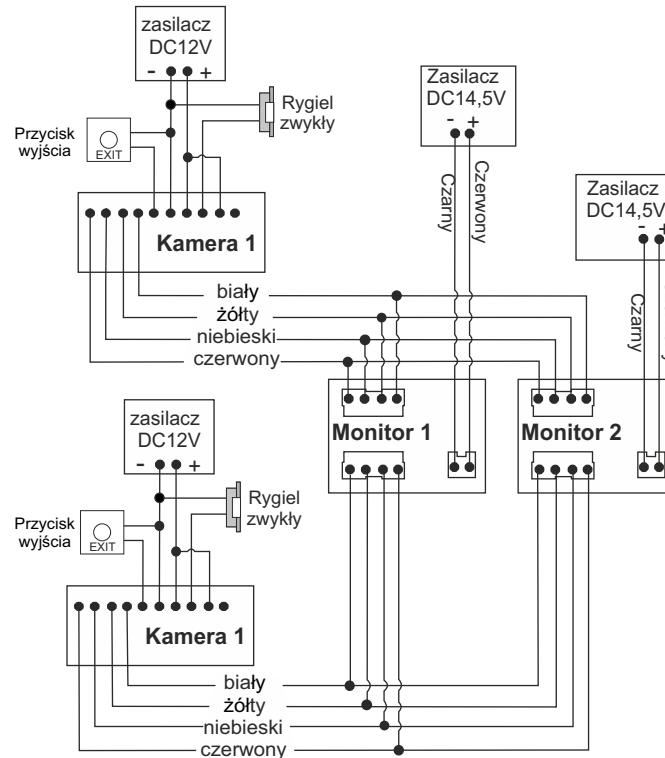 zasilacz
DC12V
- +
Rygiel
zwykły
Przycisk
wyjścia
EXIT
Kamera 1
Zasilacz
DC14,5V
- +
Czarny
Czerwony
Zasilacz
DC14,5V
- +
Czarny
biały
żółty
niebieski
czerwony
Monitor 1
Monitor 2
zasilacz
DC12V
- +
Rygiel
zwykły
Przycisk
wyjścia
EXIT
Kamera 1
biały
żółty
niebieski
czerwony